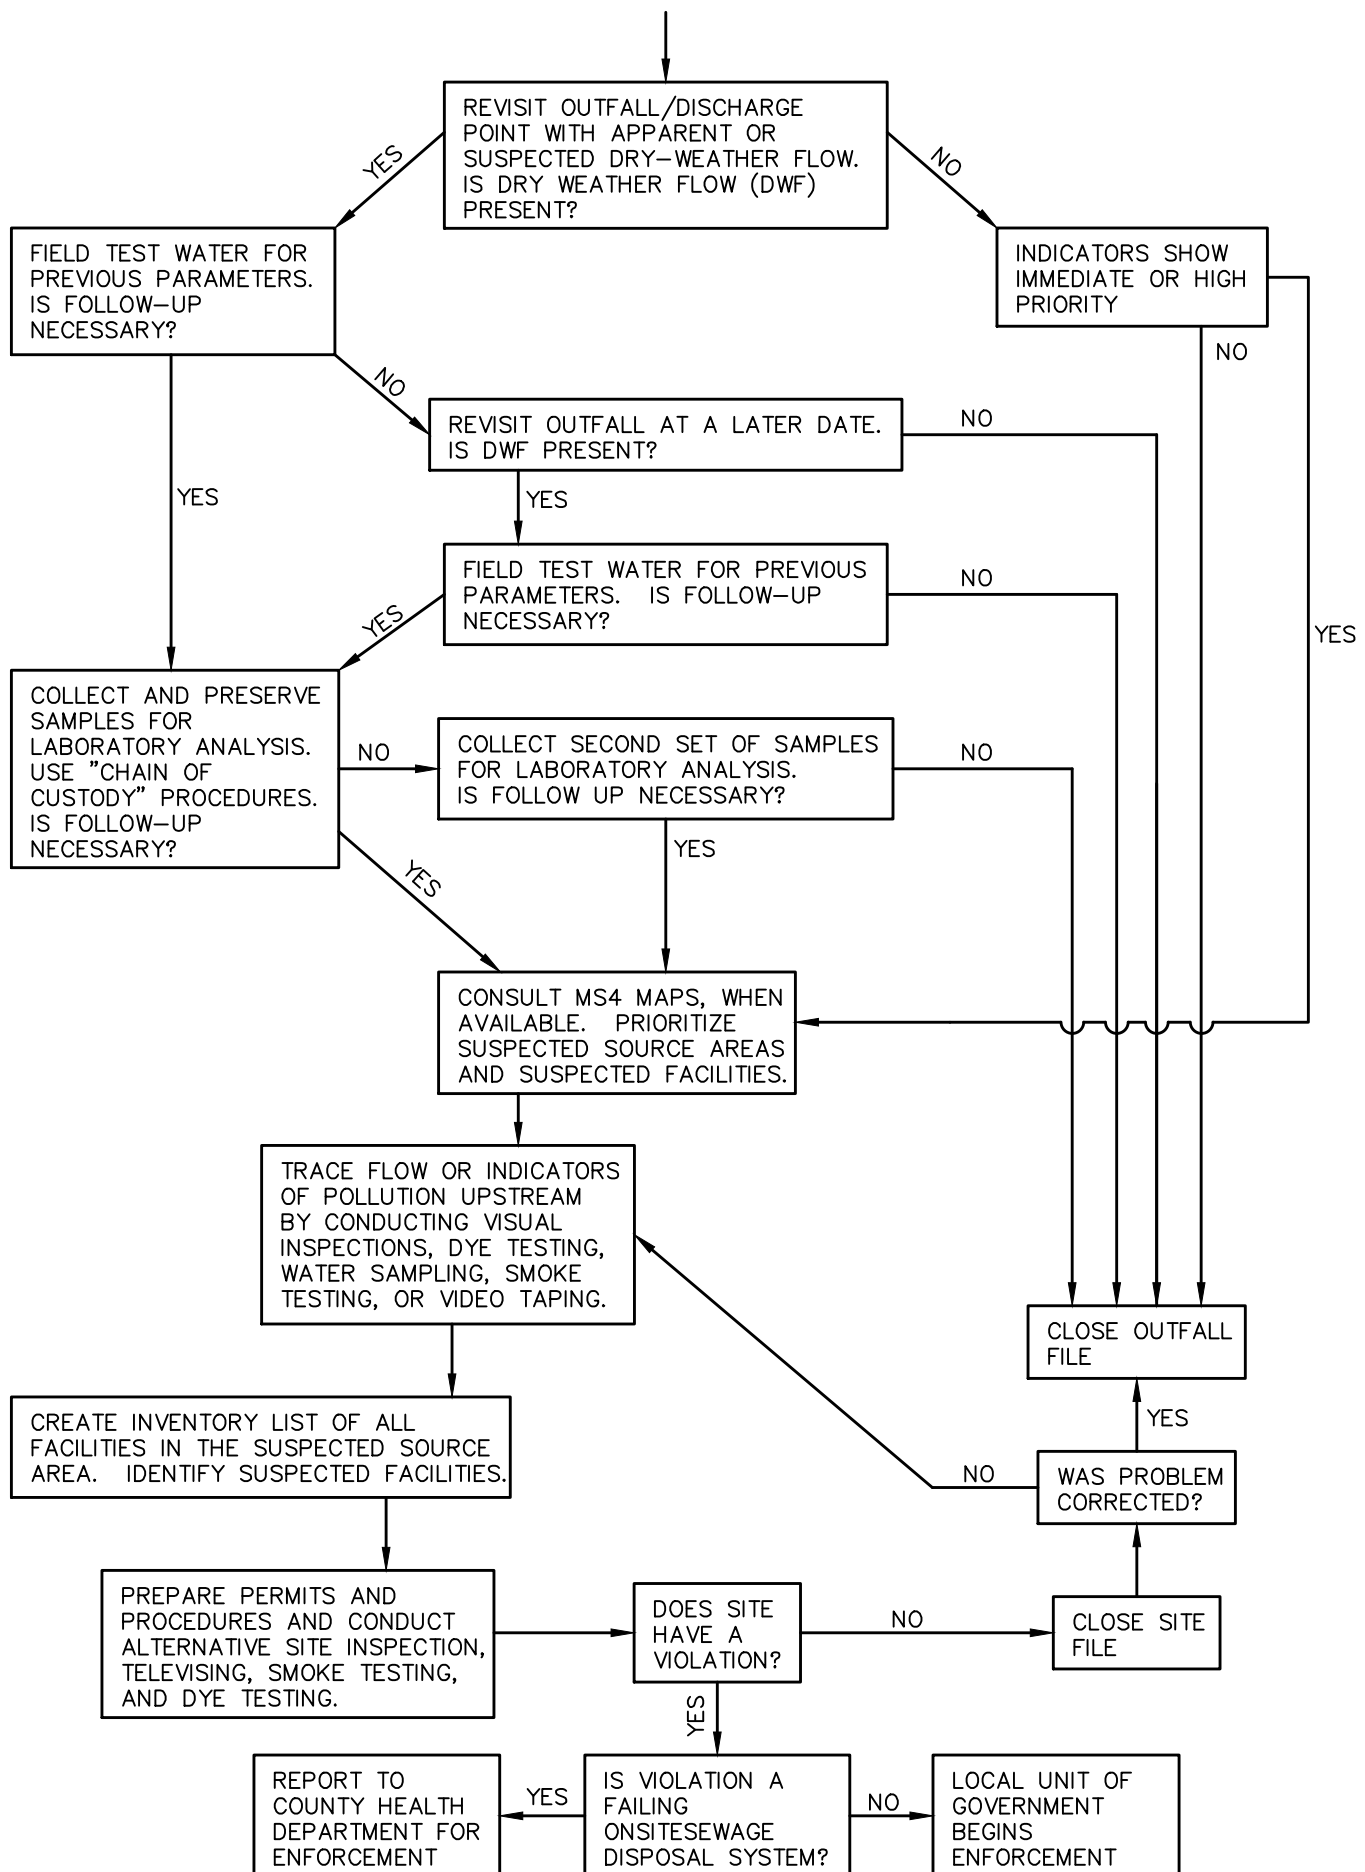 REVISIT OUTFALL/DISCHARGE
POINT WITH APPARENT OR
SUSPECTED DRY-WEATHER FLOW.
IS DRY WEATHER FLOW (DWF)
PRESENT?
YES
NO
FIELD TEST WATER FOR
PREVIOUS PARAMETERS.
IS FOLLOW-UP
NECESSARY?
INDICATORS SHOW
IMMEDIATE OR HIGH
PRIORITY
NO
NO
REVISIT OUTFALL AT A LATER DATE.
IS DWF PRESENT?
NO
YES
YES
FIELD TEST WATER FOR PREVIOUS
PARAMETERS. IS FOLLOW-UP
NECESSARY?
NO
YES
YES
COLLECT AND PRESERVE
SAMPLES FOR
LABORATORY ANALYSIS.
USE "CHAIN OF
CUSTODY" PROCEDURES.
IS FOLLOW-UP
NECESSARY?
NO
COLLECT SECOND SET OF SAMPLES
FOR LABORATORY ANALYSIS.
IS FOLLOW UP NECESSARY?
NO
YES
YES
CONSULT MS4 MAPS, WHEN
AVAILABLE. PRIORITIZE
SUSPECTED SOURCE AREAS
AND SUSPECTED FACILITIES.
TRACE FLOW OR INDICATORS
OF POLLUTION UPSTREAM
BY CONDUCTING VISUAL
INSPECTIONS, DYE TESTING,
WATER SAMPLING, SMOKE
TESTING, OR VIDEO TAPING.
CLOSE OUTFALL
FILE
YES
CREATE INVENTORY LIST OF ALL
FACILITIES IN THE SUSPECTED SOURCE
AREA. IDENTIFY SUSPECTED FACILITIES.
NO
WAS PROBLEM
CORRECTED?
PREPARE PERMITS AND
PROCEDURES AND CONDUCT
ALTERNATIVE SITE INSPECTION,
TELEVISING, SMOKE TESTING,
AND DYE TESTING.
DOES SITE
HAVE A
VIOLATION?
NO
CLOSE SITE
FILE
YES
REPORT TO
COUNTY HEALTH
DEPARTMENT FOR
ENFORCEMENT
YES
IS VIOLATION A
FAILING
ONSITESEWAGE
DISPOSAL SYSTEM?
NO
LOCAL UNIT OF
GOVERNMENT
BEGINS
ENFORCEMENT